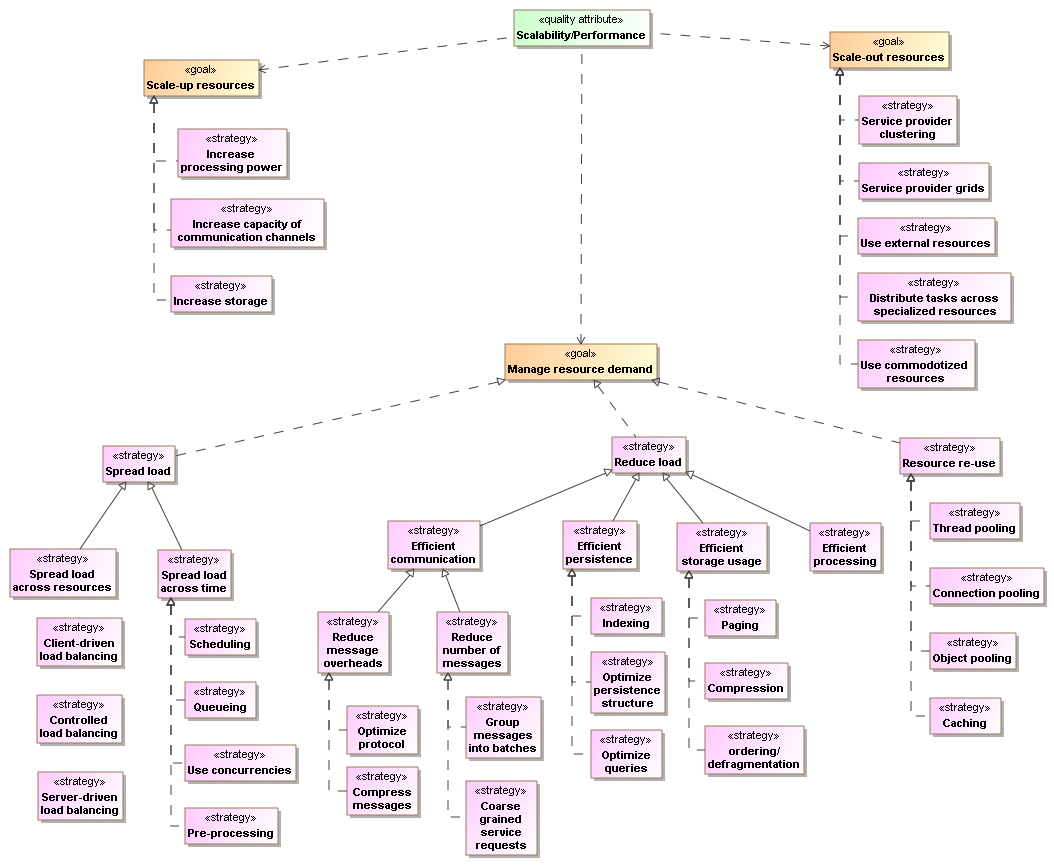 «quality attribute»
Scalability/Performance
«goal»
Scale-up resources
«goal»
Scale-out resources
«strategy»
Increase
processing power
«strategy»
Increase capacity of
communication channels
«strategy»
Increase storage
«strategy»
Service provider
clustering
«strategy»
Service provider grids
«strategy»
Use external resources
«strategy»
Distribute tasks across
specialized resources
«strategy»
Use commodotized
resources
«goal»
Manage resource demand
«strategy»
Spread load
«strategy»
Reduce load
«strategy»
Resource re-use
«strategy»
Spread load
across resources
«strategy»
Client-driven
load balancing
«strategy»
Controlled
load balancing
«strategy»
Server-driven
load balancing
«strategy»
Spread load
across time
«strategy»
Scheduling
«strategy»
Queueing
«strategy»
Use concurrencies
«strategy»
Pre-processing
«strategy»
Efficient
communication
«strategy»
Reduce
message
overheads
«strategy»
Optimize
protocol
«strategy»
Compress
messages
«strategy»
Reduce
number of
messages
«strategy»
Group
messages
into batches
«strategy»
Coarse
grained
service
requests
«strategy»
Efficient
persistence
«strategy»
Indexing
«strategy»
Optimize
persistence
structure
«strategy»
Optimize
queries
«strategy»
Efficient
storage usage
«strategy»
Paging
«strategy»
Compression
«strategy»
ordering/
defragmentation
«strategy»
Efficient
processing
«strategy»
Thread pooling
«strategy»
Connection pooling
«strategy»
Object pooling
«strategy»
Caching